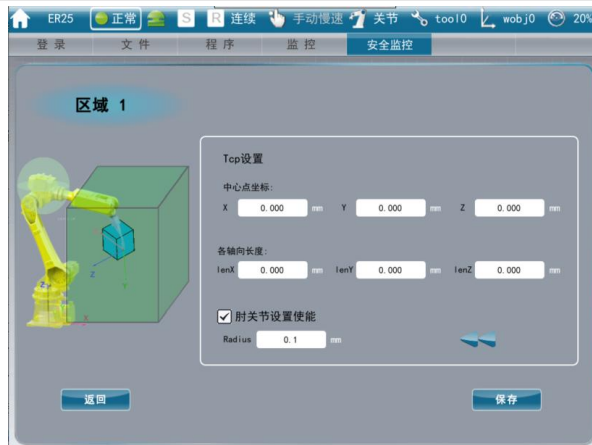 ER25 正常 S R 连续 手动慢速 关节 tool0 wobj0 20%
登录 文件 程序 监控 安全监控
区域 1
Tcp设置
中心点坐标:
X 0.000 mm Y 0.000 mm Z 0.000 mm
各轴向长度:
lenX 0.000 mm lenY 0.000 mm lenZ 0.000 mm
肘关节设置使能
Radius 0.1 mm
Z Y
Z X
返回 保存